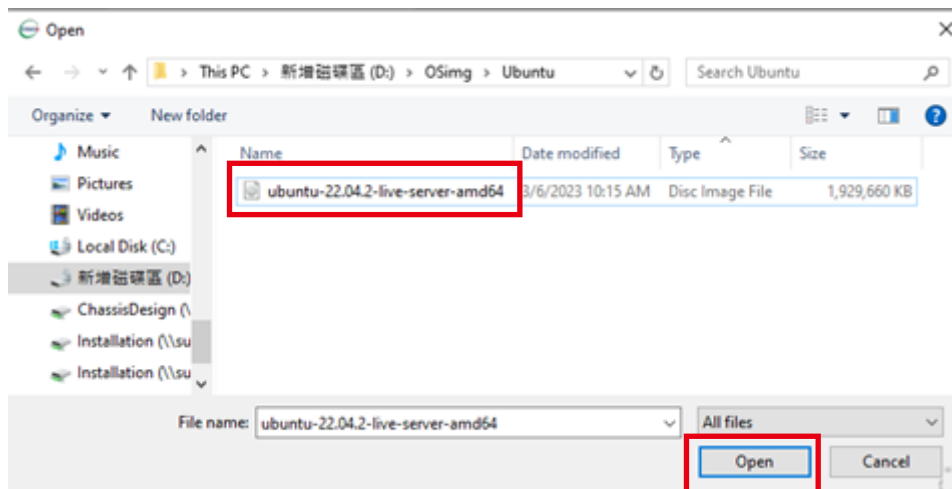 Open
This PC > 新增磁碟區 (D:) > OSimg > Ubuntu
Search Ubuntu
Organize
New folder
Name
Date modified
Type
Size
Music
Pictures
Videos
Local Disk (C:)
新增磁碟區 (D:)
ChassisDesign (\
Installation (\\su
Installation (\\su
ubuntu-22.04.2-live-server-amd64
3/6/2023 10:15 AM
Disc Image File
1,929,660 KB
File name:
ubuntu-22.04.2-live-server-amd64
All files
Open
Cancel